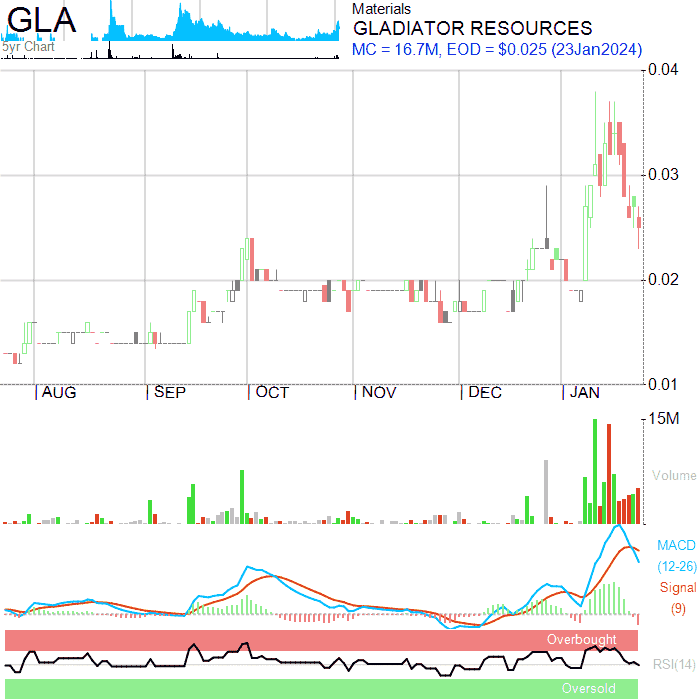 GLA
5yr Chart
Materials
GLADIATOR RESOURCES
MC = 16.7M, EOD = $0.025 (23Jan2024)
0.04
0.03
0.02
0.01
AUG SEP OCT NOV DEC JAN
15M
Volume
MACD
(12-26)
Signal
(9)
Overbought
RSI(14)
Oversold